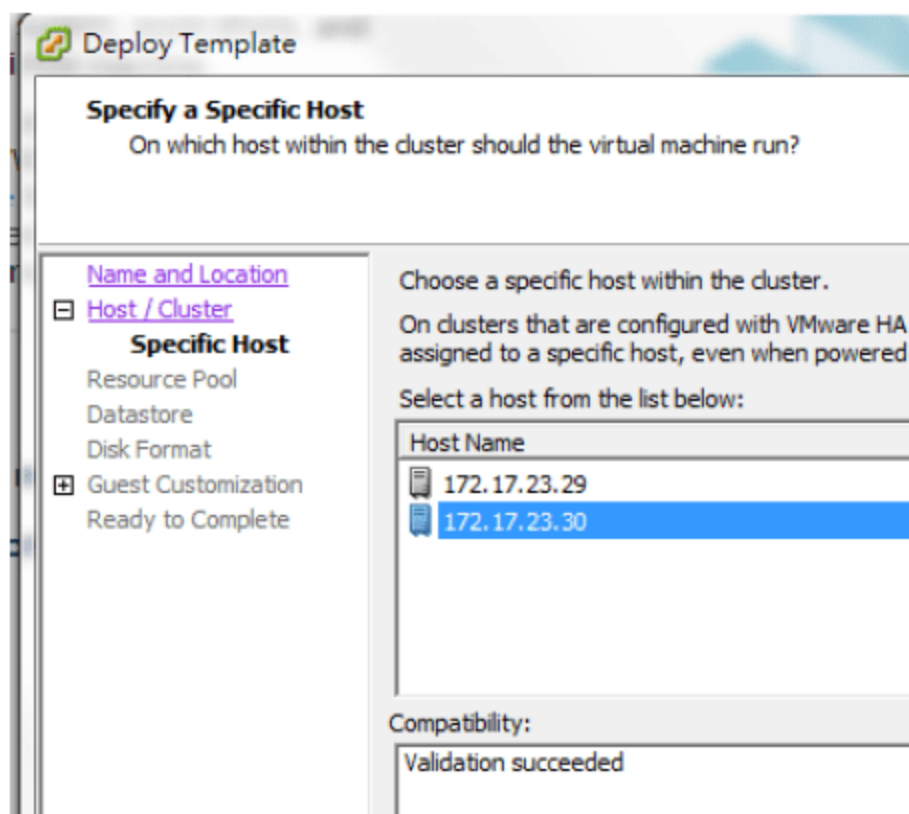 Deploy Template
Specify a Specific Host
On which host within the cluster should the virtual machine run?
Name and Location
Host / Cluster
Specific Host
Resource Pool
Datastore
Disk Format
Guest Customization
Ready to Complete
Choose a specific host within the cluster.
On clusters that are configured with VMware HA
assigned to a specific host, even when powered
Select a host from the list below:
Host Name
172.17.23.29
172.17.23.30
Compatibility:
Validation succeeded